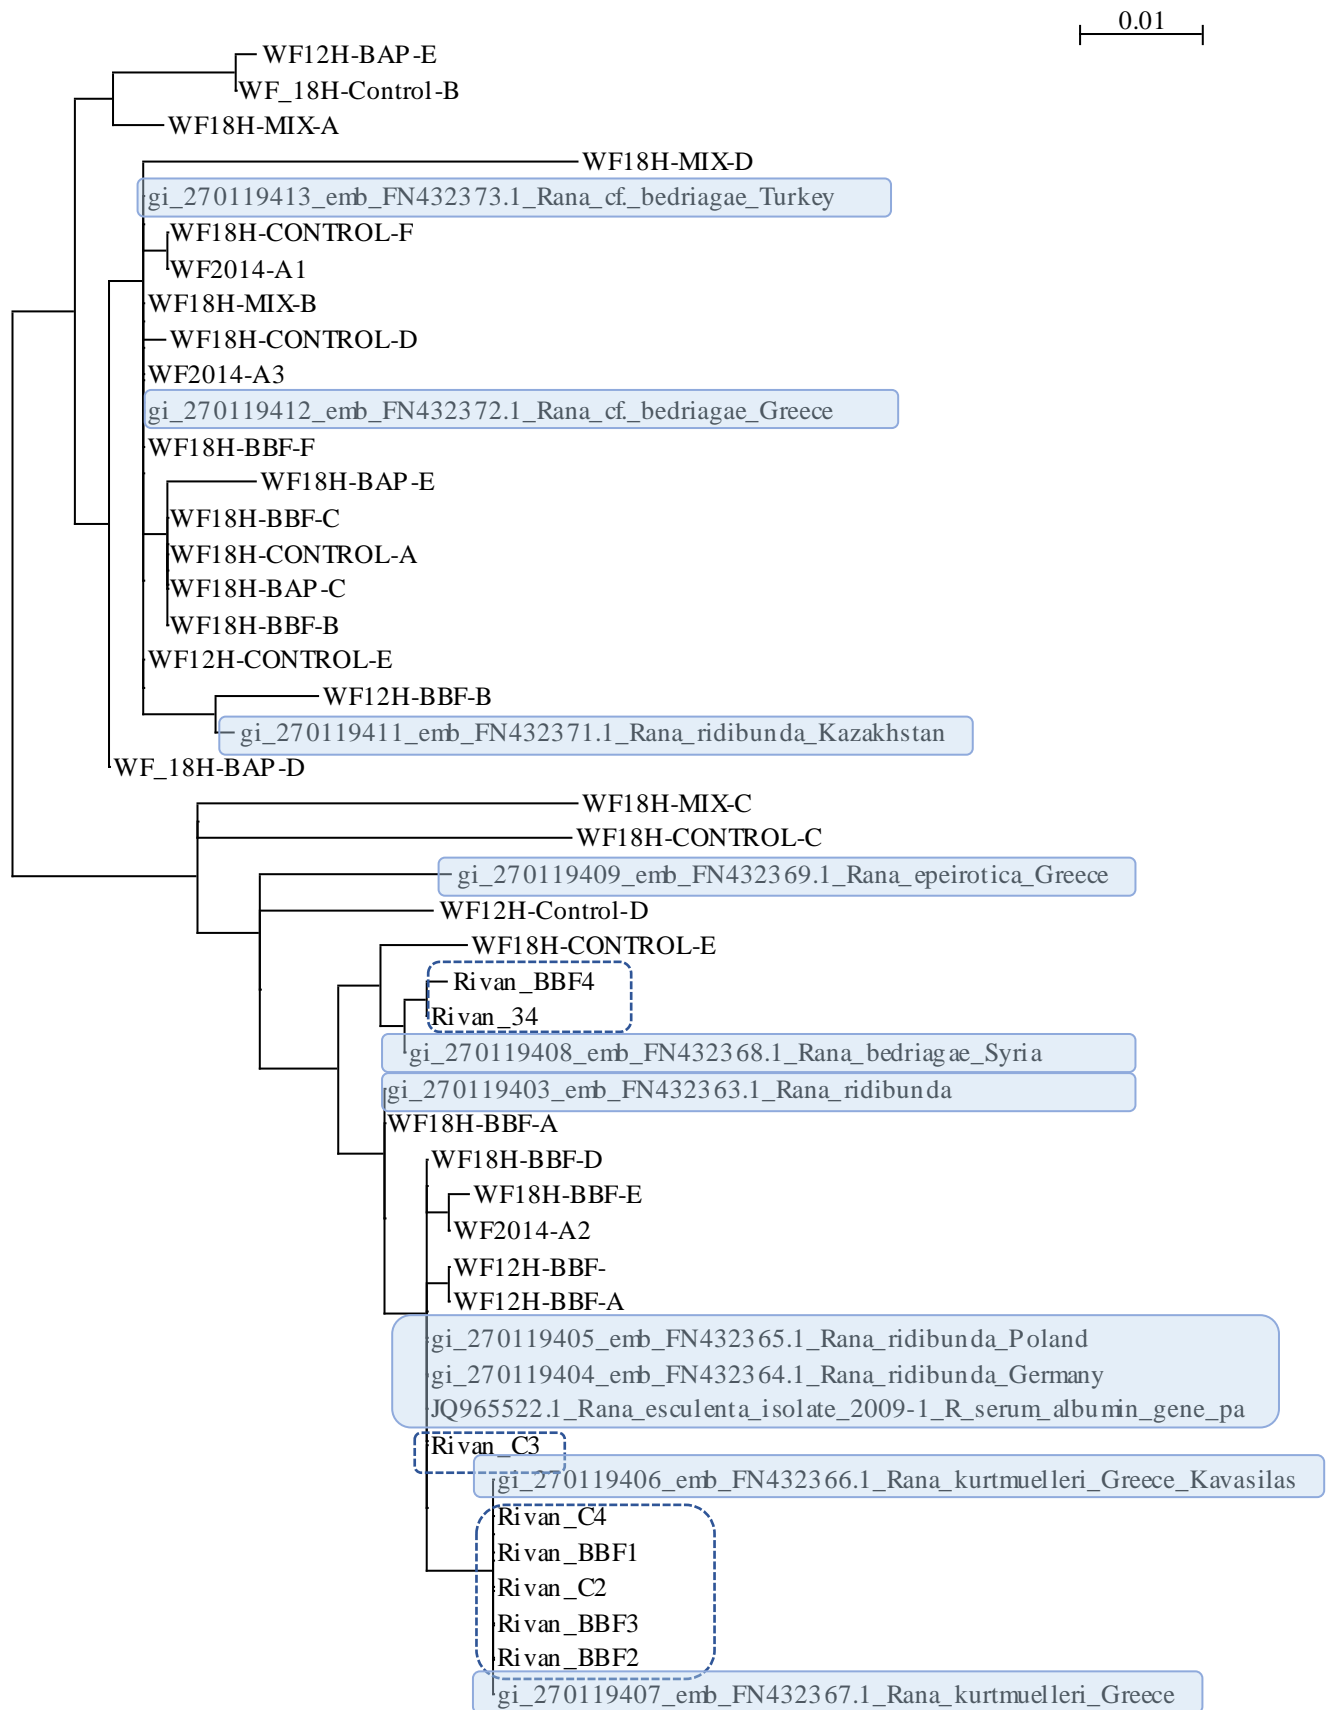 0.01
WF12H-BAP-E
WF_18H-Control-B
WF18H-MIX-A
WF18H-MIX-D
gi_270119413_emb_FN432373.1_Rana_cf._bedriagae_Turkey
WF18H-CONTROL-F
WF2014-A1
WF18H-MIX-B
WF18H-CONTROL-D
WF2014-A3
gi_270119412_emb_FN432372.1_Rana_cf._bedriagae_Greece
WF18H-BBF-F
WF18H-BAP-E
WF18H-BBF-C
WF18H-CONTROL-A
WF18H-BAP-C
WF18H-BBF-B
WF12H-CONTROL-E
WF12H-BBF-B
gi_270119411_emb_FN432371.1_Rana_ridibunda_Kazakhstan
WF_18H-BAP-D
WF18H-MIX-C
WF18H-CONTROL-C
gi_270119409_emb_FN432369.1_Rana_epeirotica_Greece
WF12H-Control-D
WF18H-CONTROL-E
Rivan_BBF4
Rivan_34
gi_270119408_emb_FN432368.1_Rana_bedriagae_Syria
gi_270119403_emb_FN432363.1_Rana_ridibunda
WF18H-BBF-A
WF18H-BBF-D
WF18H-BBF-E
WF2014-A2
WF12H-BBF-
WF12H-BBF-A
gi_270119405_emb_FN432365.1_Rana_ridibunda_Poland
gi_270119404_emb_FN432364.1_Rana_ridibunda_Germany
JQ965522.1_Rana_esculenta_isolate_2009-1_R_serum_albumin_gene_pa
Rivan_C3
gi_270119406_emb_FN432366.1_Rana_kurtmuelleri_Greece_Kavasilas
Rivan_C4
Rivan_BBF1
Rivan_C2
Rivan_BBF3
Rivan_BBF2
gi_270119407_emb_FN432367.1_Rana_kurtmuelleri_Greece